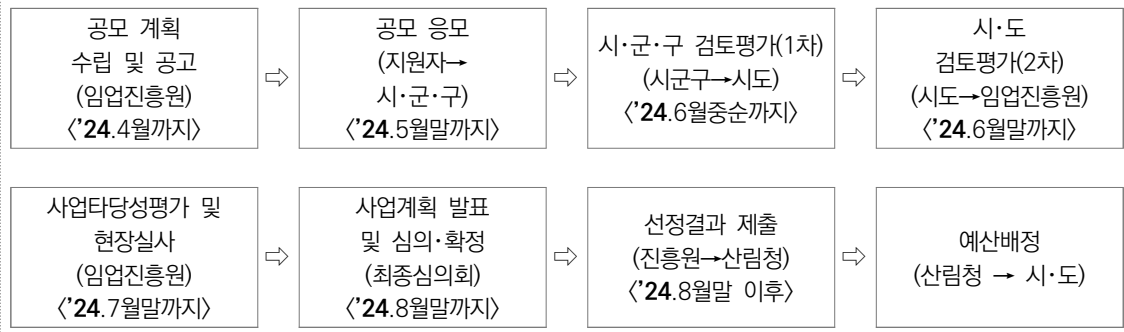 공모 계획
수립 및 공고
(임업진흥원)
〈'24.4월까지〉
⇨
공모 응모
(지원자→
시·군·구)
〈'24.5월말까지〉
⇨
시·군·구 검토평가(1차)
(시군구→시도)
〈'24.6월중순까지〉
⇨
시·도
검토평가(2차)
(시도→임업진흥원)
〈'24.6월말까지〉
사업타당성평가 및
현장실사
(임업진흥원)
〈'24.7월말까지〉
⇨
사업계획 발표
및 심의·확정
(최종심의회)
〈'24.8월말까지〉
⇨
선정결과 제출
(진흥원→산림청)
〈'24.8월말 이후〉
⇨
예산배정
(산림청 → 시·도)